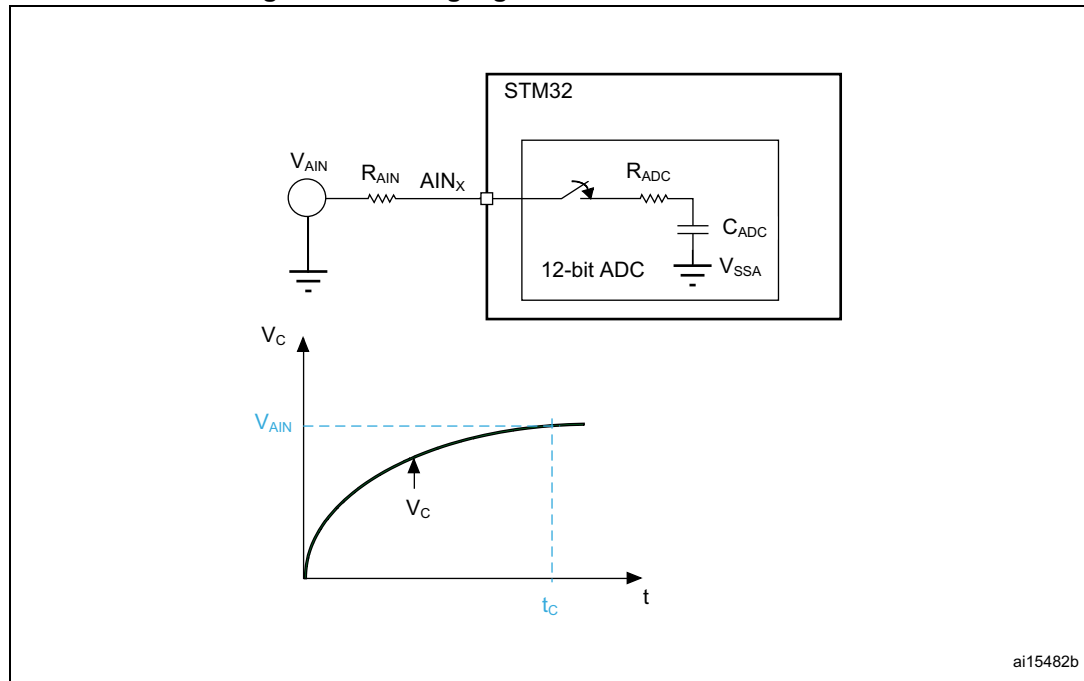 STM32
V_AIN
R_AIN
AIN_X
R_ADC
C_ADC
12-bit ADC
V_SSA
V_C
V_AIN
V_C
t_C
t
ai15482b